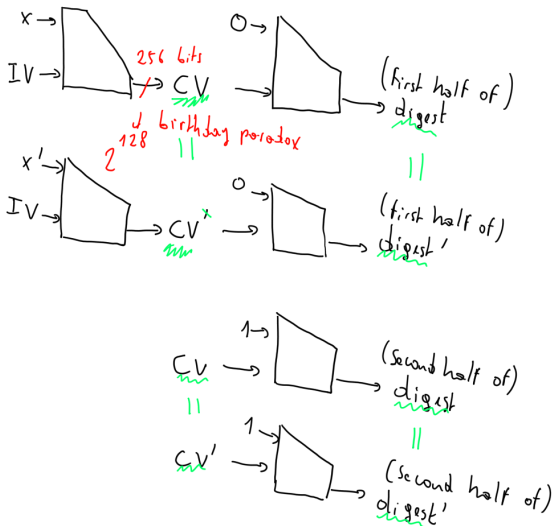 x
256 bits
0
IV
CV
(first half of)
digest
↓ birthday paradox
2^128
x'
0
IV
CV'
(first half of)
digest'
1
CV
(second half of)
digest
1
CV'
(second half of)
digest'